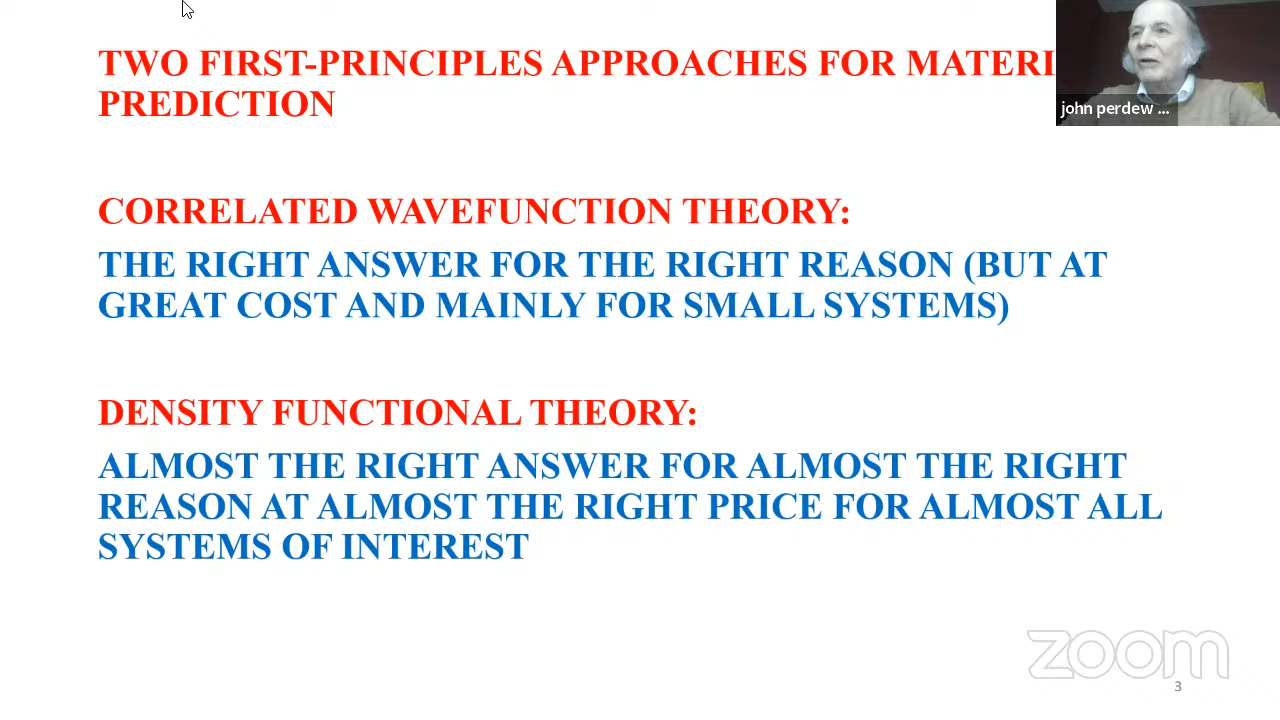 TWO FIRST-PRINCIPLES APPROACHES FOR MATERI
PREDICTION
john perdew ...
CORRELATED WAVEFUNCTION THEORY:
THE RIGHT ANSWER FOR THE RIGHT REASON (BUT AT
GREAT COST AND MAINLY FOR SMALL SYSTEMS)
DENSITY FUNCTIONAL THEORY:
ALMOST THE RIGHT ANSWER FOR ALMOST THE RIGHT
REASON AT ALMOST THE RIGHT PRICE FOR ALMOST ALL
SYSTEMS OF INTEREST
zoom
3